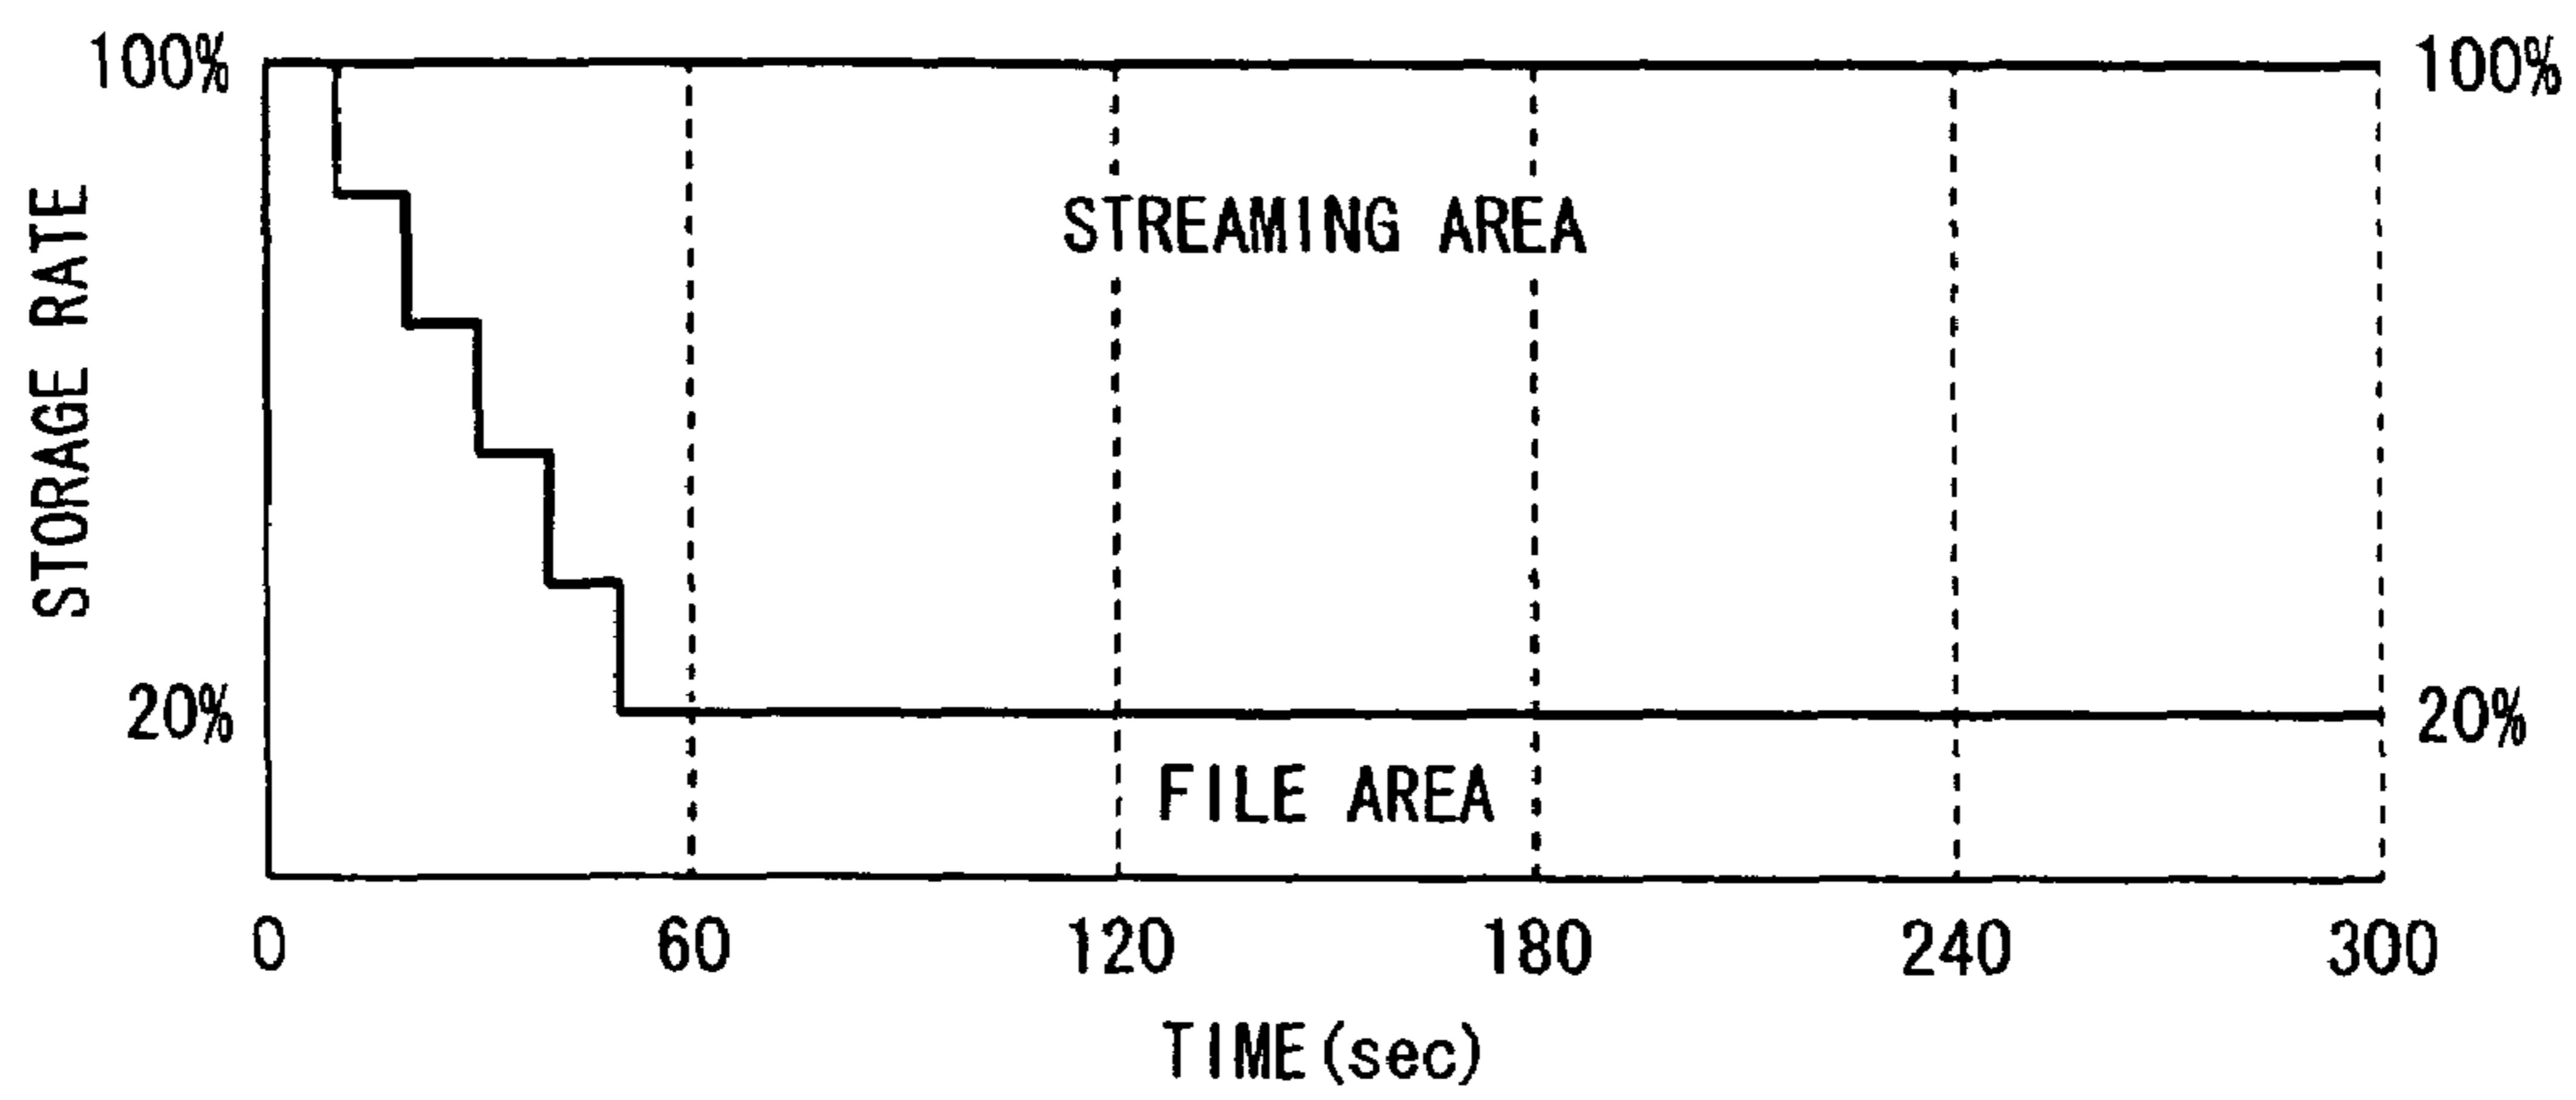 100%
100%
STREAMING AREA
STORAGE RATE
20%
20%
FILE AREA
0 60 120 180 240 300
TIME(sec)